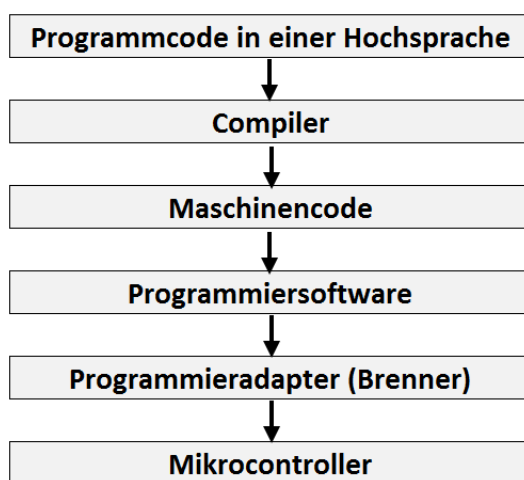 Programmcode in einer Hochsprache
Compiler
Maschinencode
Programmiersoftware
Programmieradapter (Brenner)
Mikrocontroller